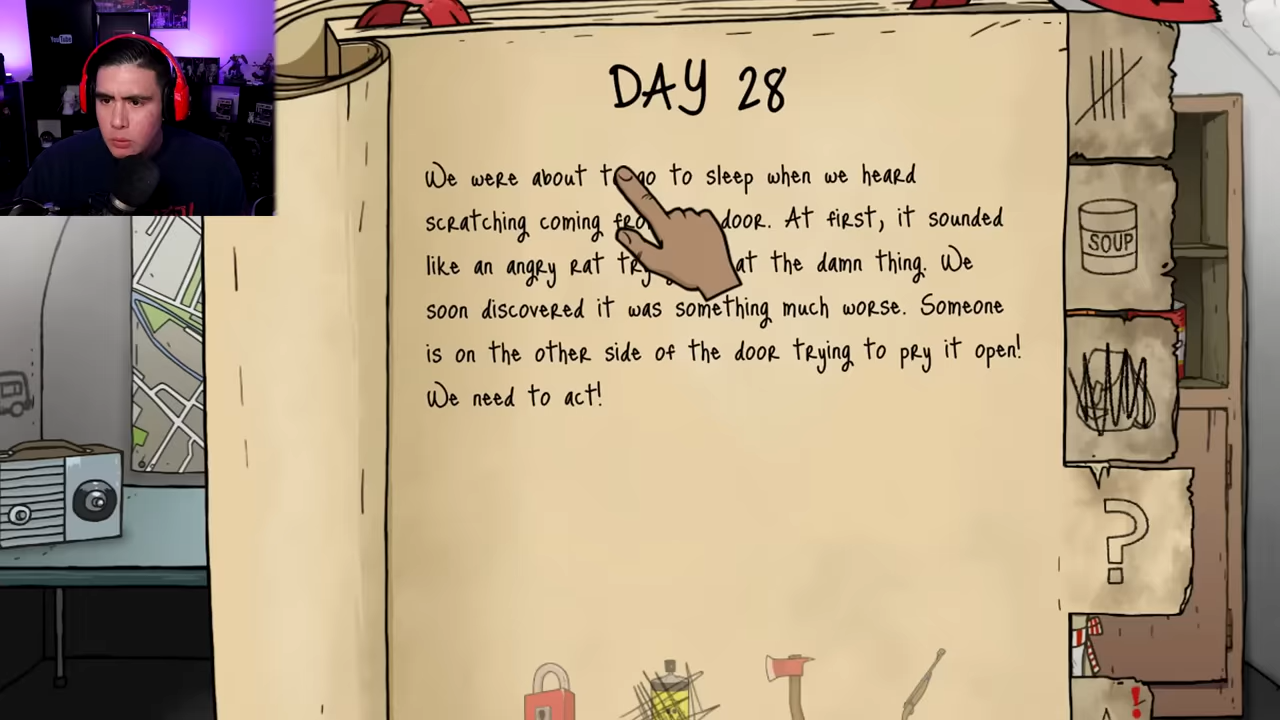 DAY 28
We were about to go to sleep when we heard
scratching coming door. At first, it sounded
like an angry rat at the damn thing. We
soon discovered it was something much worse. Someone
is on the other side of the door trying to pry it open!
We need to act!
SOUP
?
!
YouTube